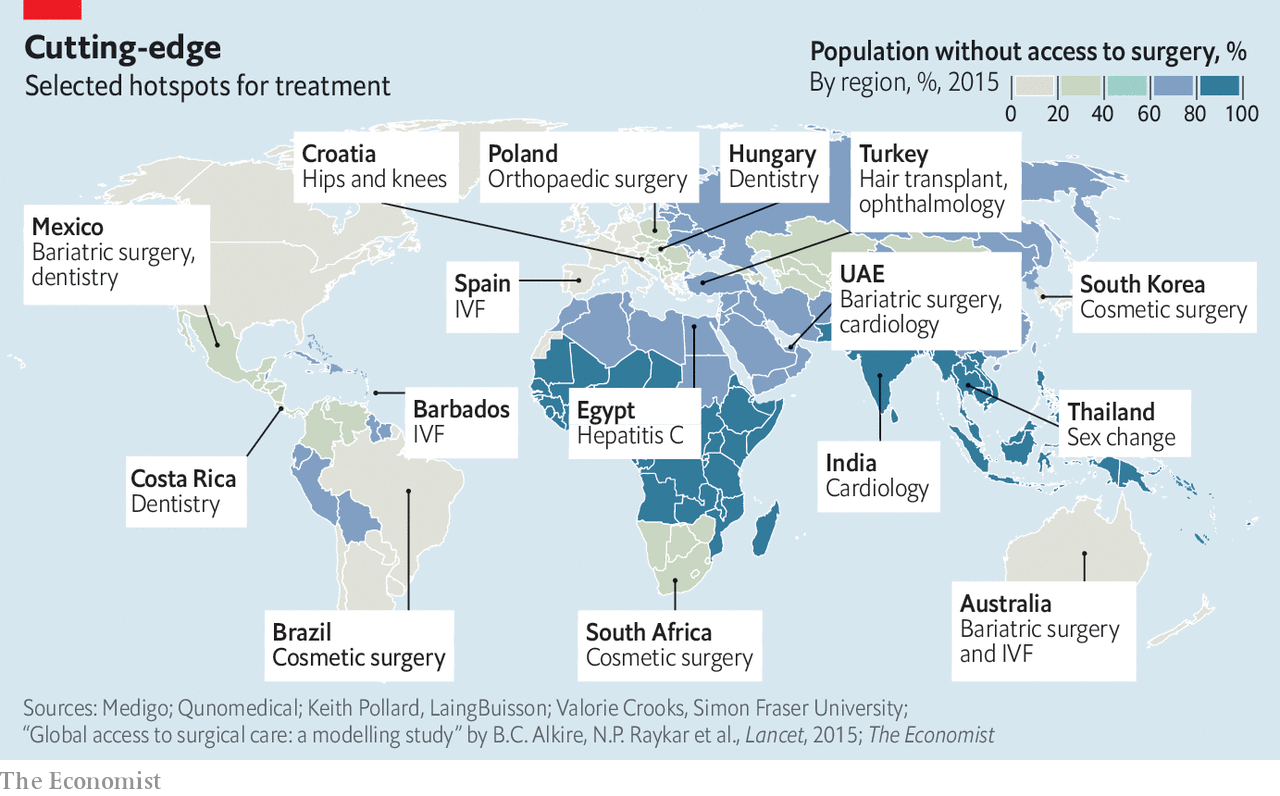 Cutting-edge
Selected hotspots for treatment
Population without access to surgery, %
By region, %, 2015
0 20 40 60 80 100
Croatia
Hips and knees
Poland
Orthopaedic surgery
Hungary
Dentistry
Turkey
Hair transplant,
ophthalmology
Mexico
Bariatric surgery,
dentistry
Spain
IVF
UAE
Bariatric surgery,
cardiology
South Korea
Cosmetic surgery
Barbados
IVF
Egypt
Hepatitis C
Thailand
Sex change
Costa Rica
Dentistry
India
Cardiology
Brazil
Cosmetic surgery
South Africa
Cosmetic surgery
Australia
Bariatric surgery
and IVF
Sources: Medigo; Qunomedical; Keith Pollard, LaingBuisson; Valorie Crooks, Simon Fraser University;
“Global access to surgical care: a modelling study” by B.C. Alkire, N.P. Raykar et al., Lancet, 2015; The Economist
The Economist